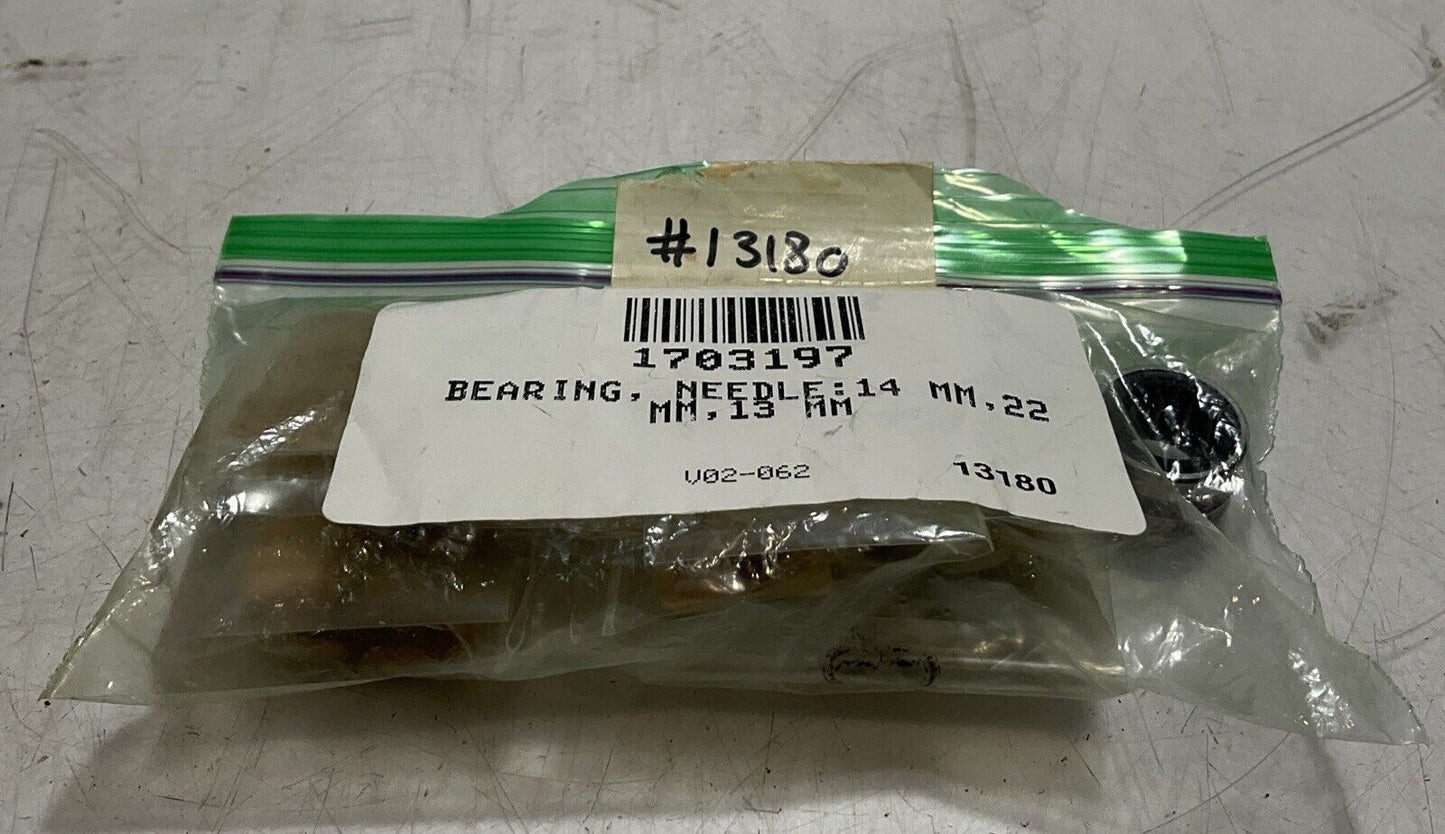 #13180
1703197
BEARING, NEEDLE:14 MM,22
MM,13 MM
V02-062 13180